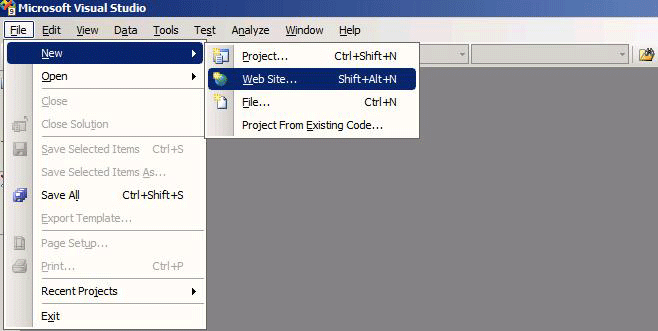 Microsoft Visual Studio
File Edit View Data Tools Test Analyze Window Help
New
Project... Ctrl+Shift+N
Web Site... Shift+Alt+N
File... Ctrl+N
Project From Existing Code...
Open
Close
Close Solution
Save Selected Items Ctrl+S
Save Selected Items As...
Save All Ctrl+Shift+S
Export Template...
Page Setup...
Print... Ctrl+P
Recent Projects
Exit